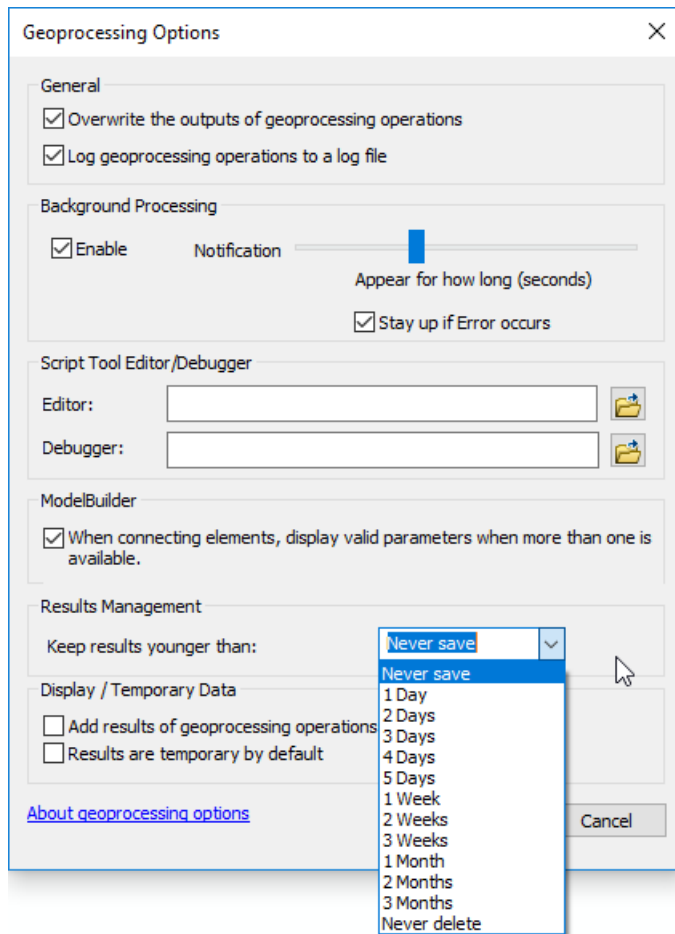 Geoprocessing Options
General
Overwrite the outputs of geoprocessing operations
Log geoprocessing operations to a log file
Background Processing
Enable
Notification
Appear for how long (seconds)
Stay up if Error occurs
Script Tool Editor/Debugger
Editor:
Debugger:
ModelBuilder
When connecting elements, display valid parameters when more than one is
available.
Results Management
Keep results younger than:
Never save
Never save
1 Day
2 Days
3 Days
4 Days
5 Days
1 Week
2 Weeks
3 Weeks
1 Month
2 Months
3 Months
Never delete
Display / Temporary Data
Add results of geoprocessing operations
Results are temporary by default
About geoprocessing options
Cancel